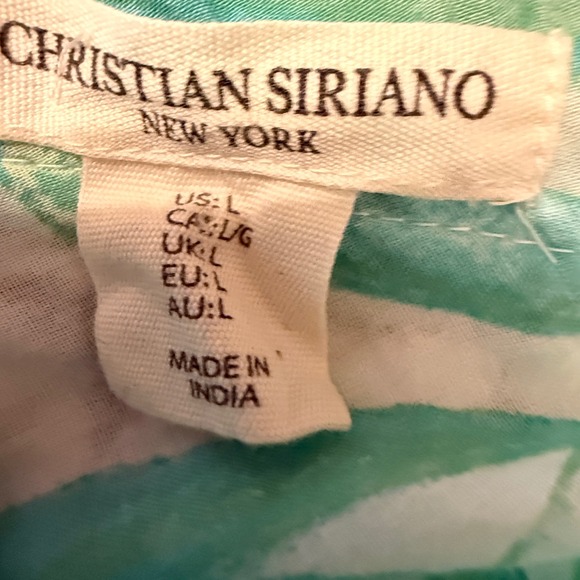 CHRISTIAN SIRIANO
NEW YORK
US: L
CA: L/G
UK: L
EU: L
AU: L
MADE IN
INDIA